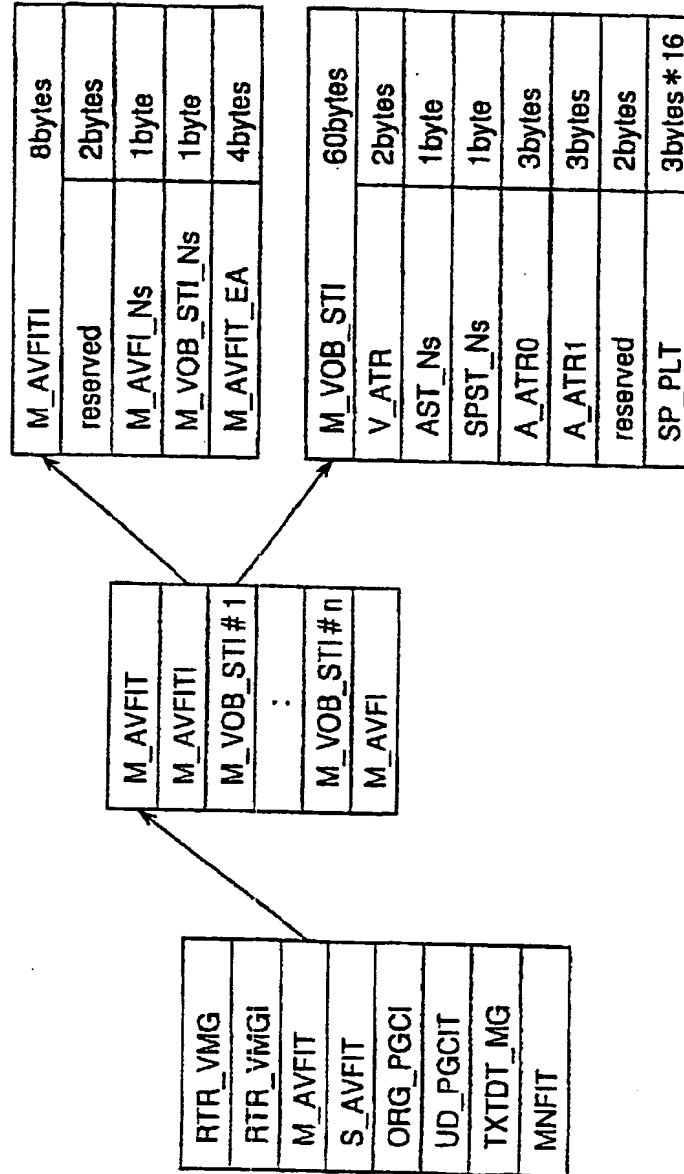 RTR_VMG
RTR_VMGI
M_AVFIT
S_AVFIT
ORG_PGCI
UD_PGCIT
TXTDT_MG
MNFIT
M_AVFIT
M_AVFITI
M_VOB_STI#1
:
M_VOB_STI#n
M_AVFI
M_AVFITI 8bytes
reserved 2bytes
M_AVFI_Ns 1byte
M_VOB_STI_Ns 1byte
M_AVFIT_EA 4bytes
M_VOB_STI 60bytes
V_ATR 2bytes
AST_Ns 1byte
SPST_Ns 1byte
A_ATR0 3bytes
A_ATR1 3bytes
reserved 2bytes
SP_PLT 3bytes*16